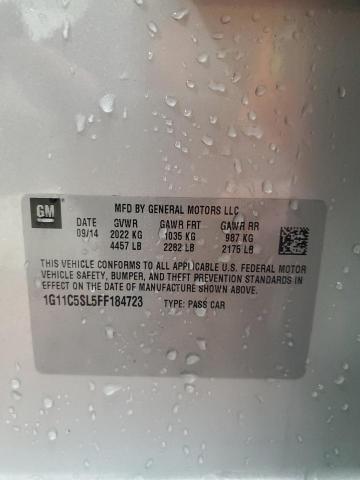 GM
MFD BY GENERAL MOTORS LLC
DATE GVWR GAWR FRT GAWR RR
09/14 2022 KG 1035 KG 987 KG
4457 LB 2282 LB 2175 LB
THIS VEHICLE CONFORMS TO ALL APPLICABLE U.S. FEDERAL MOTOR
VEHICLE SAFETY, BUMPER, AND THEFT PREVENTION STANDARDS IN
EFFECT ON THE DATE OF MANUFACTURE SHOWN ABOVE.
1G11C5SL5FF184723 TYPE: PASS CAR